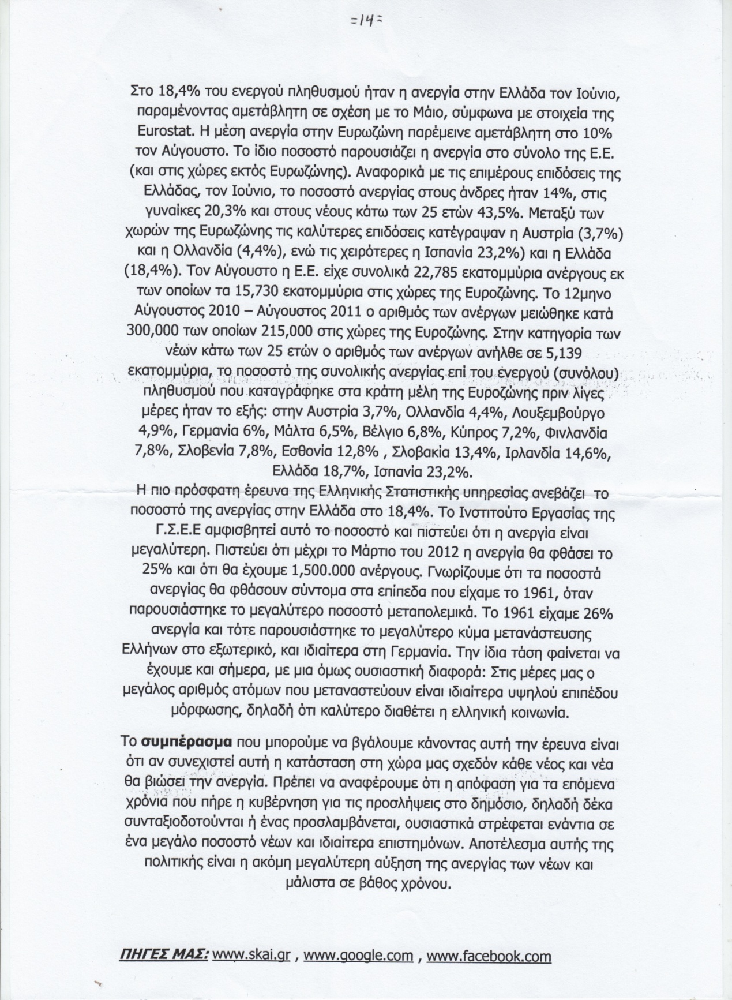 =14=
Στο 18,4% του ενεργού πληθυσμού ήταν η ανεργία στην Ελλάδα τον Ιούνιο,
παραμένοντας αμετάβλητη σε σχέση με το Μάιο, σύμφωνα με στοιχεία της
Eurostat. Η μέση ανεργία στην Ευρωζώνη παρέμεινε αμετάβλητη στο 10%
τον Αύγουστο. Το ίδιο ποσοστό παρουσιάζει η ανεργία στο σύνολο της Ε.Ε.
(και στις χώρες εκτός Ευρωζώνης). Αναφορικά με τις επιμέρους επιδόσεις της
Ελλάδας, τον Ιούνιο, το ποσοστό ανεργίας στους άνδρες ήταν 14%, στις
γυναίκες 20,3% και στους νέους κάτω των 25 ετών 43,5%. Μεταξύ των
χωρών της Ευρωζώνης τις καλύτερες επιδόσεις κατέγραψαν η Αυστρία (3,7%)
και η Ολλανδία (4,4%), ενώ τις χειρότερες η Ισπανία 23,2%) και η Ελλάδα
(18,4%). Τον Αύγουστο η Ε.Ε. είχε συνολικά 22,785 εκατομμύρια ανέργους εκ
των οποίων τα 15,730 εκατομμύρια στις χώρες της Ευροζώνης. Το 12μηνο
Αύγουστος 2010 – Αύγουστος 2011 ο αριθμός των ανέργων μειώθηκε κατά
300,000 των οποίων 215,000 στις χώρες της Ευροζώνης. Στην κατηγορία των
νέων κάτω των 25 ετών ο αριθμός των ανέργων ανήλθε σε 5,139
εκατομμύρια, το ποσοστό της συνολικής ανεργίας επί του ενεργού (συνόλου)
πληθυσμού που καταγράφηκε στα κράτη μέλη της Ευροζώνης πριν λίγες
μέρες ήταν το εξής: στην Αυστρία 3,7%, Ολλανδία 4,4%, Λουξεμβούργο
4,9%, Γερμανία 6%, Μάλτα 6,5%, Βέλγιο 6,8%, Κύπρος 7,2%, Φινλανδία
7,8%, Σλοβενία 7,8%, Εσθονία 12,8% , Σλοβακία 13,4%, Ιρλανδία 14,6%,
Ελλάδα 18,7%, Ισπανία 23,2%.
Η πιο πρόσφατη έρευνα της Ελληνικής Στατιστικής υπηρεσίας ανεβάζει το
ποσοστό της ανεργίας στην Ελλάδα στο 18,4%. Το Ινστιτούτο Εργασίας της
Γ.Σ.Ε.Ε αμφισβητεί αυτό το ποσοστό και πιστεύει ότι η ανεργία είναι
μεγαλύτερη. Πιστεύει ότι μέχρι το Μάρτιο του 2012 η ανεργία θα φθάσει το
25% και ότι θα έχουμε 1,500.000 ανέργους. Γνωρίζουμε ότι τα ποσοστά
ανεργίας θα φθάσουν σύντομα στα επίπεδα που είχαμε το 1961, όταν
παρουσιάστηκε το μεγαλύτερο ποσοστό μεταπολεμικά. Το 1961 είχαμε 26%
ανεργία και τότε παρουσιάστηκε το μεγαλύτερο κύμα μετανάστευσης
Ελλήνων στο εξωτερικό, και ιδιαίτερα στη Γερμανία. Την ίδια τάση φαίνεται να
έχουμε και σήμερα, με μια όμως ουσιαστική διαφορά: Στις μέρες μας ο
μεγάλος αριθμός ατόμων που μεταναστεύουν είναι ιδιαίτερα υψηλού επιπέδου
μόρφωσης, δηλαδή ότι καλύτερο διαθέτει η ελληνική κοινωνία.
Το συμπέρασμα που μπορούμε να βγάλουμε κάνοντας αυτή την έρευνα είναι
ότι αν συνεχιστεί αυτή η κατάσταση στη χώρα μας σχεδόν κάθε νέος και νέα
θα βιώσει την ανεργία. Πρέπει να αναφέρουμε ότι η απόφαση για τα επόμενα
χρόνια που πήρε η κυβέρνηση για τις προσλήψεις στο δημόσιο, δηλαδή δέκα
συνταξιοδοτούνται ή ένας προσλαμβάνεται, ουσιαστικά στρέφεται ενάντια σε
ένα μεγάλο ποσοστό νέων και ιδιαίτερα επιστημόνων. Αποτέλεσμα αυτής της
πολιτικής είναι η ακόμη μεγαλύτερη αύξηση της ανεργίας των νέων και
μάλιστα σε βάθος χρόνου.
ΠΗΓΕΣ ΜΑΣ: www.skai.gr , www.google.com , www.facebook.com